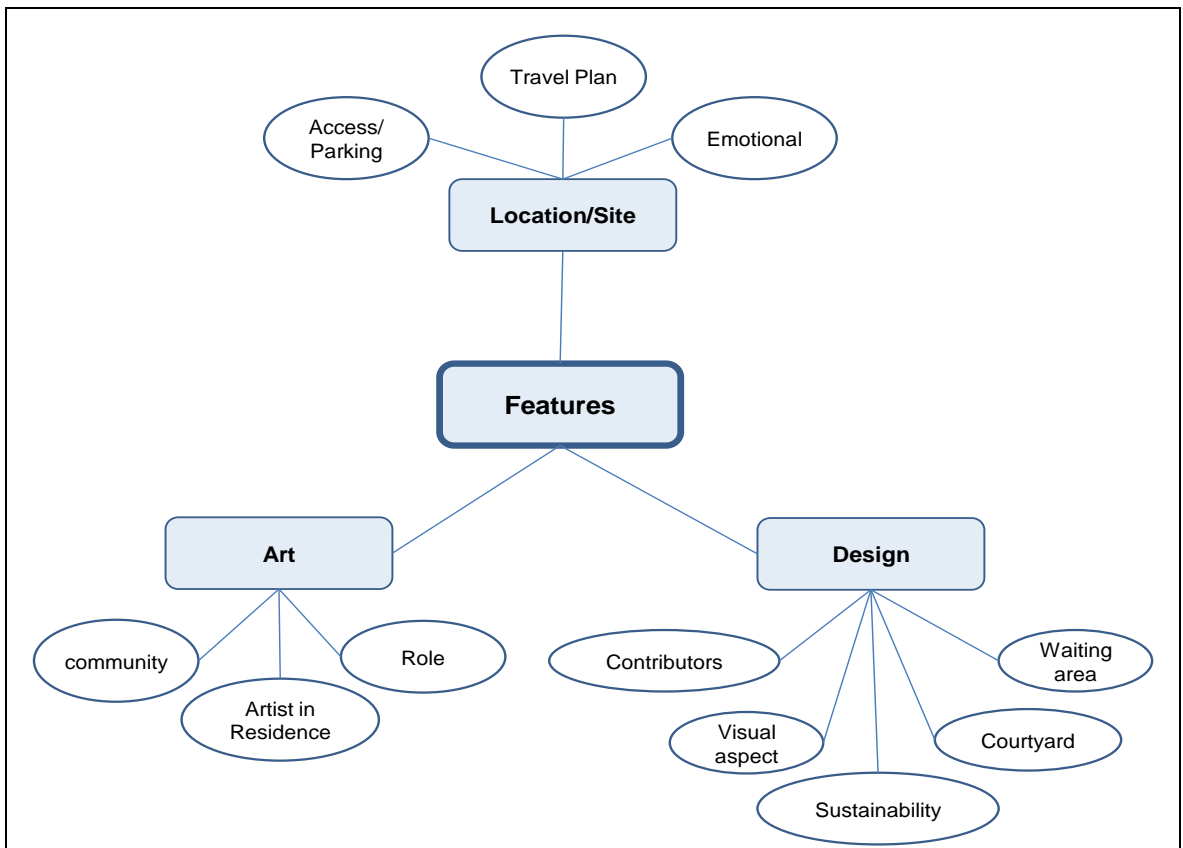 Travel Plan
Access/
Parking
Emotional
Location/Site
Features
Art
Design
community
Role
Artist in
Residence
Contributors
Waiting
area
Visual
aspect
Courtyard
Sustainability